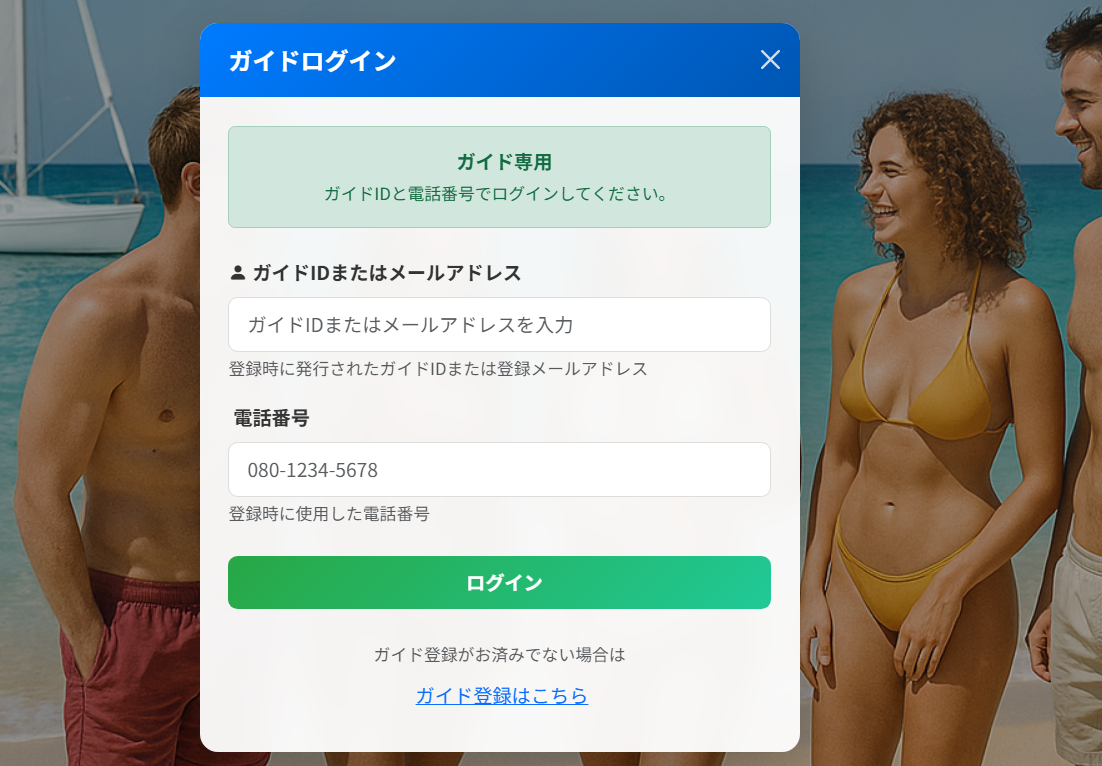 ガイドログイン
ガイド専用
ガイドIDと電話番号でログインしてください。
ガイドIDまたはメールアドレス
ガイドIDまたはメールアドレスを入力
登録時に発行されたガイドIDまたは登録メールアドレス
電話番号
080-1234-5678
登録時に使用した電話番号
ログイン
ガイド登録がお済みでない場合は
ガイド登録はこちら